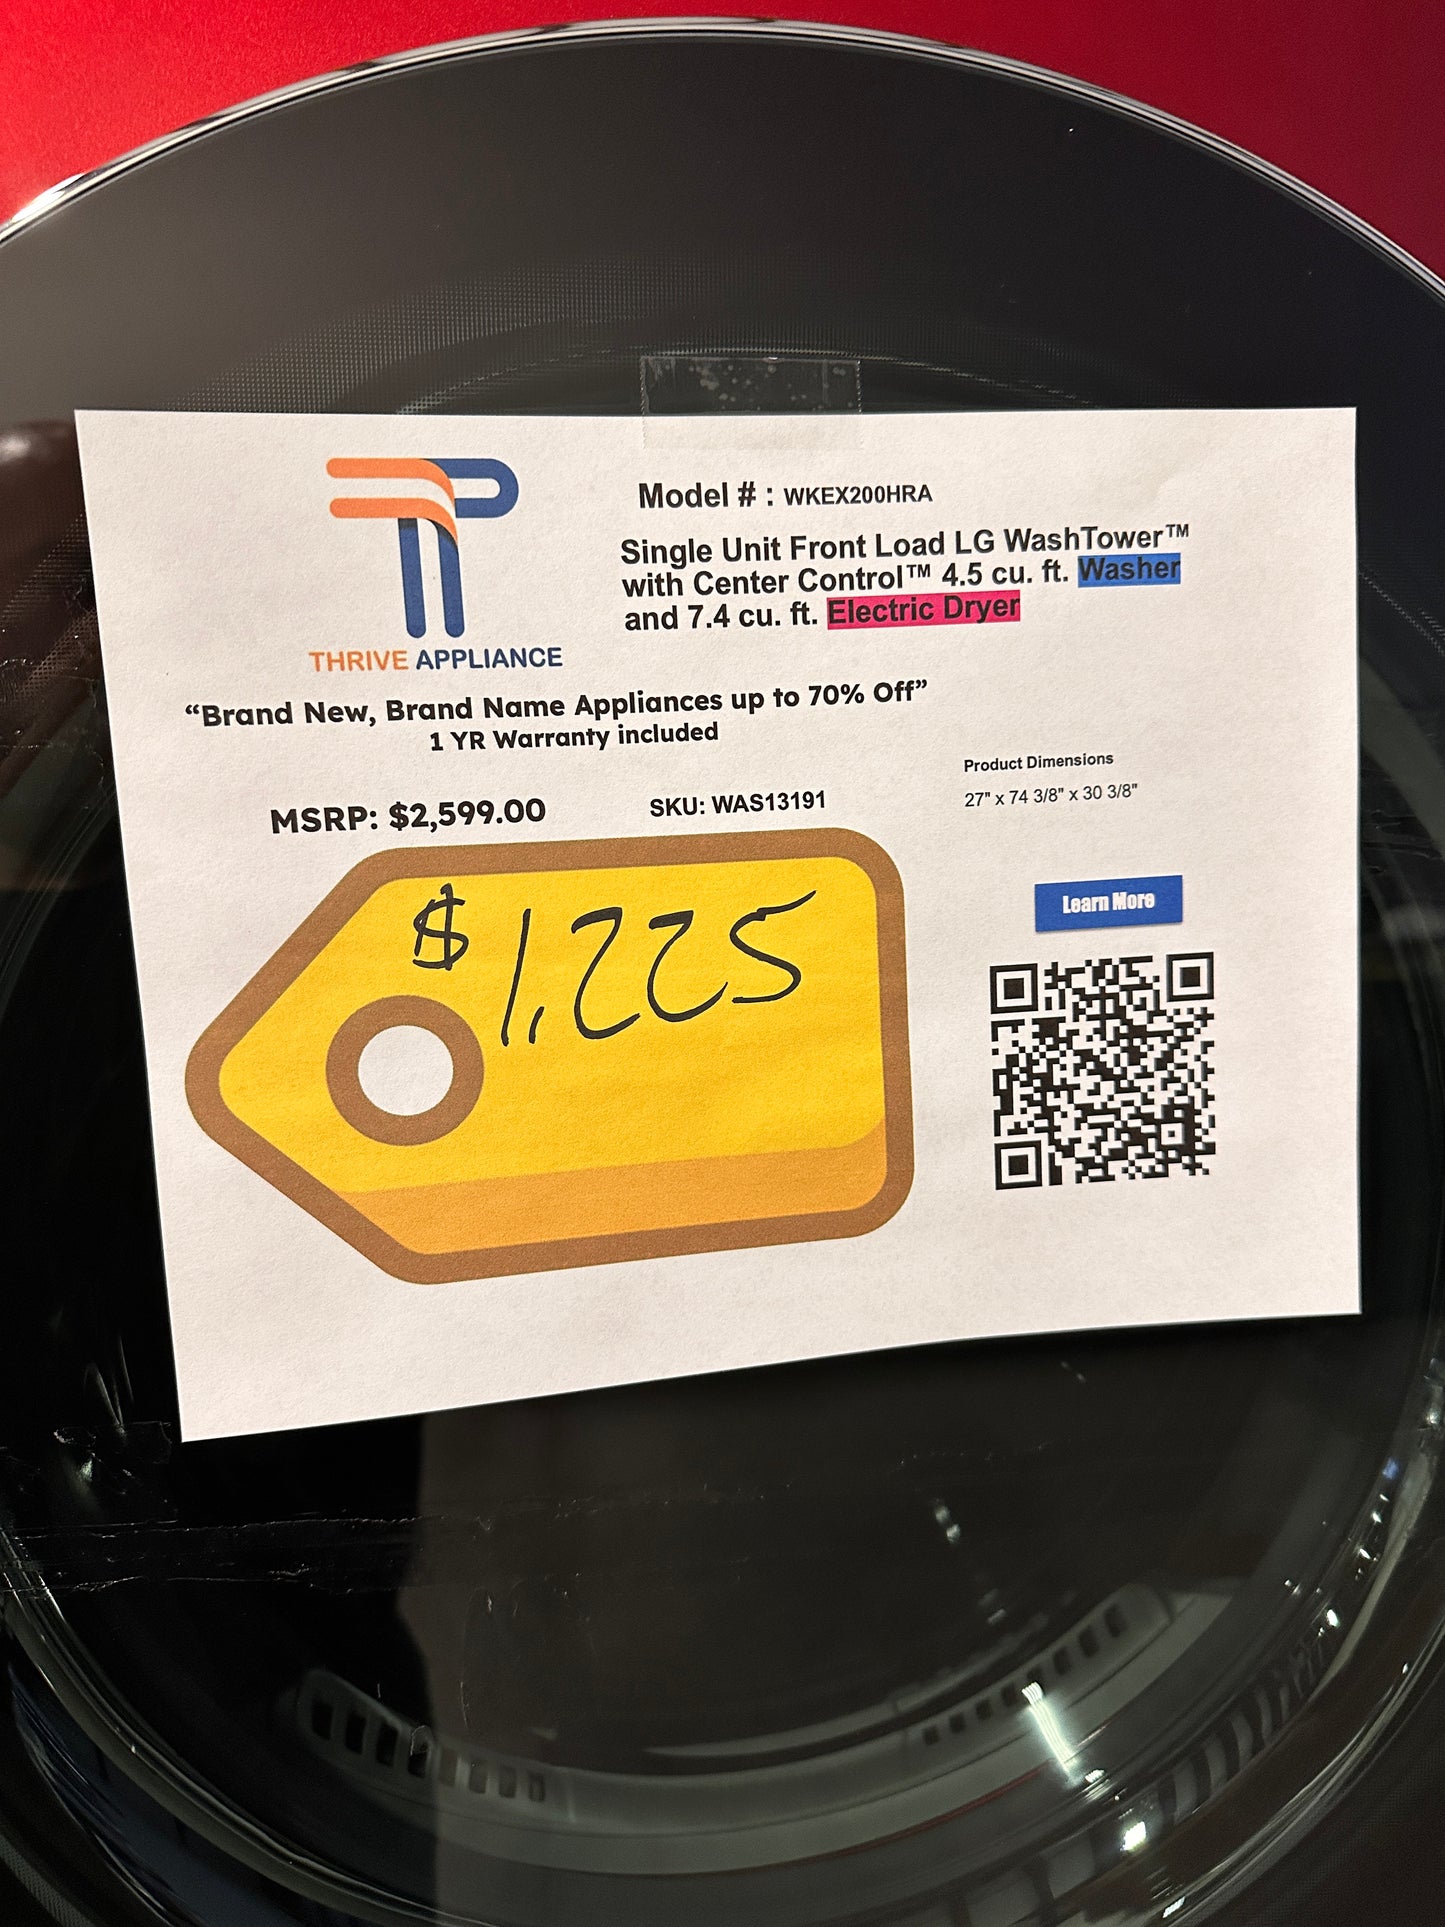 THRIVE APPLIANCE
Model # : WKEX200HRA
Single Unit Front Load LG WashTower™
with Center Control™ 4.5 cu. ft. Washer
and 7.4 cu. ft. Electric Dryer
“Brand New, Brand Name Appliances up to 70% Off”
1 YR Warranty included
MSRP: $2,599.00
SKU: WAS13191
Product Dimensions
27" x 74 3/8" x 30 3/8"
$1,225
Learn More